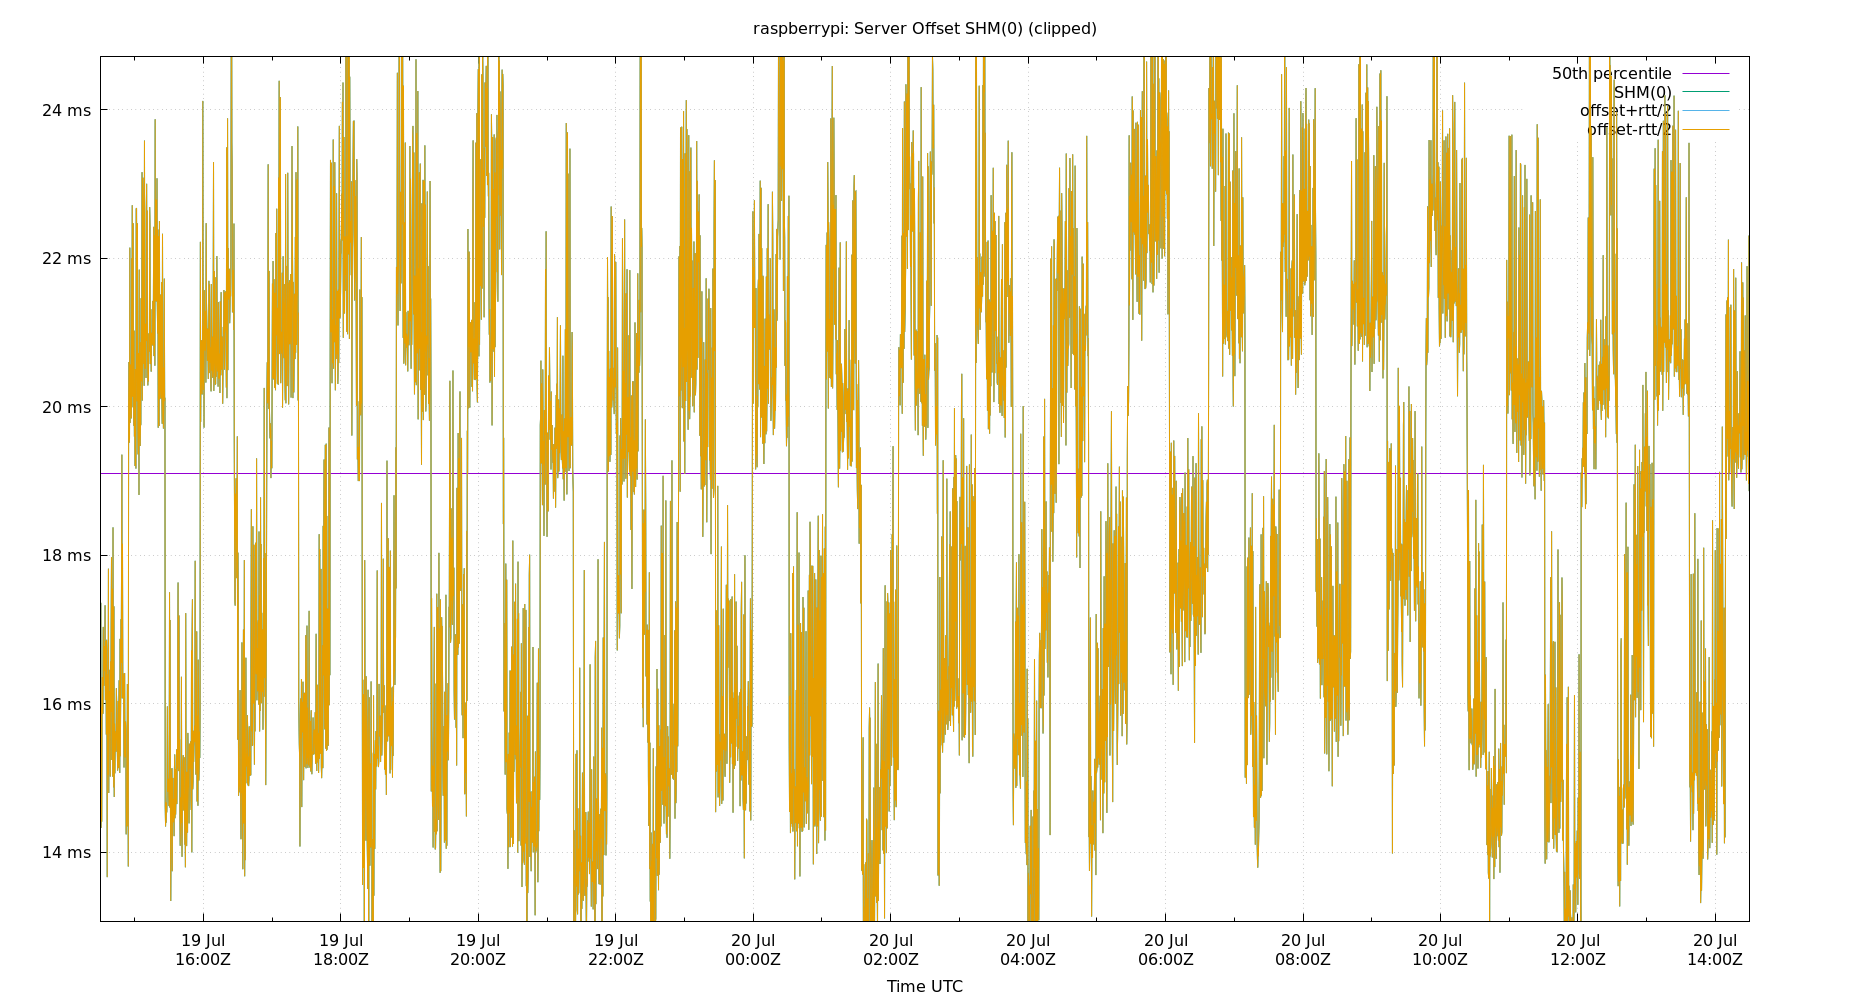 raspberrypi: Server Offset SHM(0) (clipped)
50th percentile
SHM(0)
offset+rtt/2
offset-rtt/2
24 ms
22 ms
20 ms
18 ms
16 ms
14 ms
19 Jul 19 Jul 19 Jul 19 Jul 20 Jul 20 Jul 20 Jul 20 Jul 20 Jul 20 Jul 20 Jul 20 Jul
16:00Z 18:00Z 20:00Z 22:00Z 00:00Z 02:00Z 04:00Z 06:00Z 08:00Z 10:00Z 12:00Z 14:00Z
Time UTC